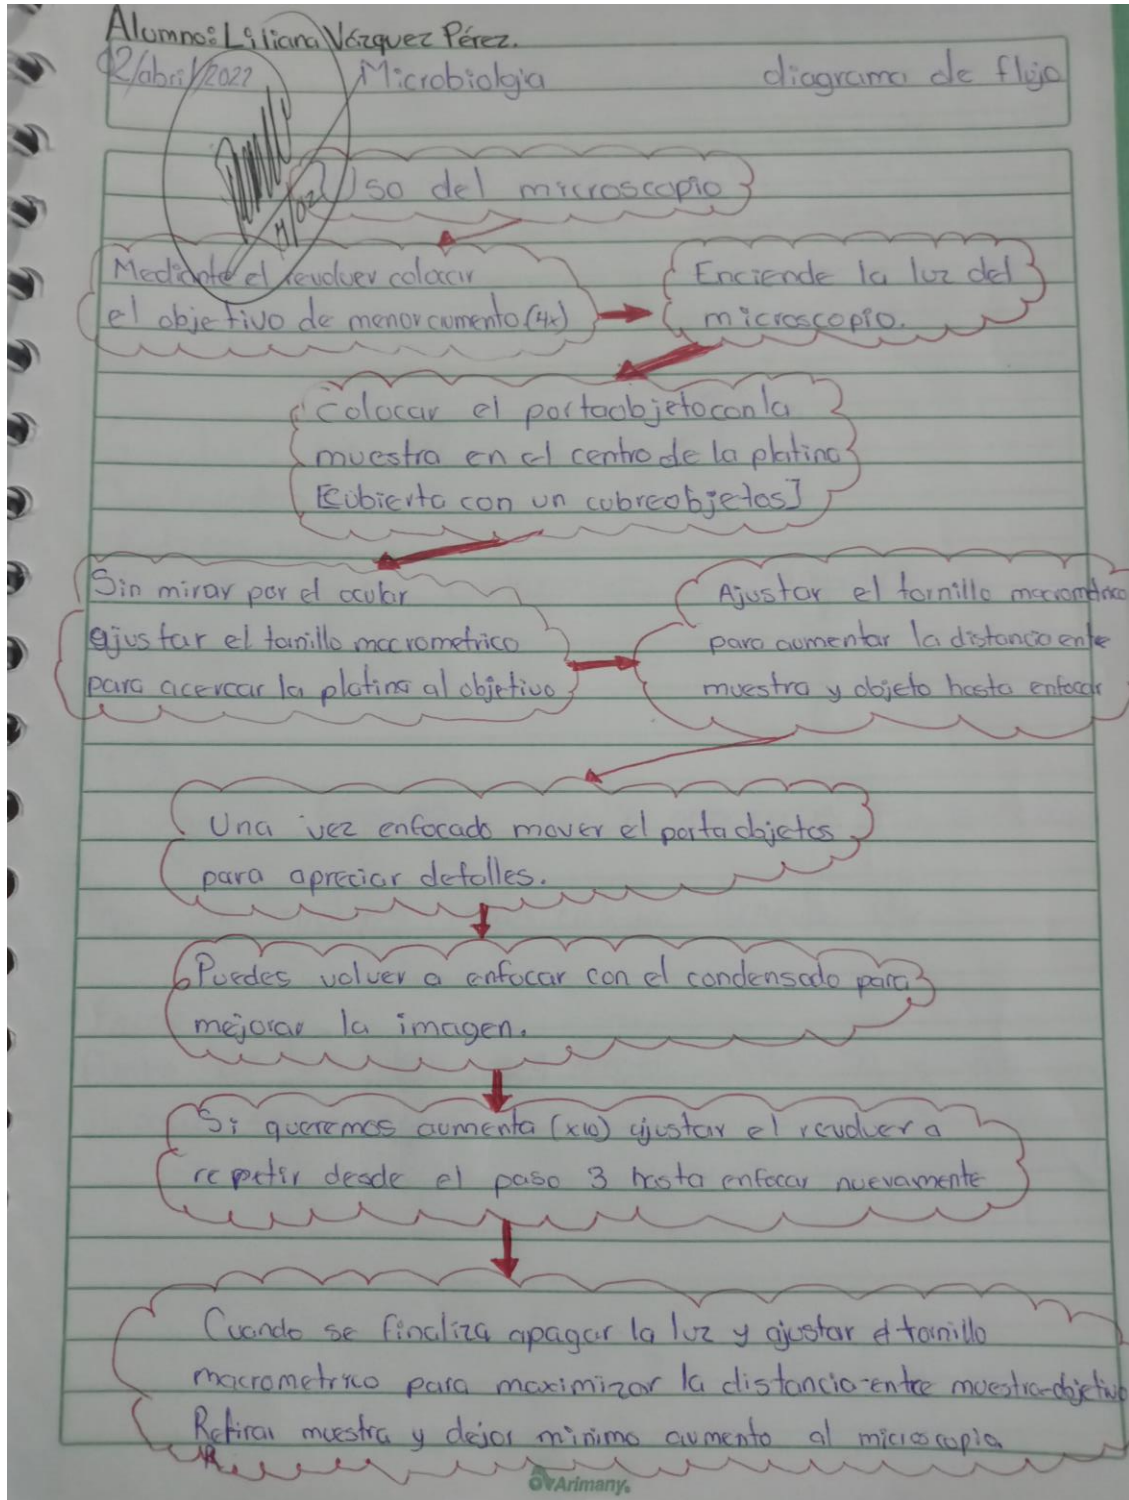 Alumno: Liliana Vázquez Pérez.
02/abril/2022 Microbiolgia diagrama de flujo
Uso del microscopio
Mediante el revolver colocar
el objetivo de menor aumento (4x)
Enciende la luz del
microscopio.
Colocar el portaobjeto con la
muestra en el centro de la platina
[Cubierta con un cubreobjetos]
Sin mirar por el ocular
ajustar el tornillo macrometrico
para acercar la platina al objetivo
Ajustar el tornillo macrometrico
para aumentar la distancia ente
muestra y objeto hasta enfocar
Una vez enfocado mover el portaobjetos
para apreciar detalles.
Puedes volver a enfocar con el condensado para
mejorar la imagen.
Si queremos aumenta (x10) ajustar el revolver a
repetir desde el paso 3 hasta enfocar nuevamente
Cuando se finaliza apagar la luz y ajustar el tornillo
macrometrico para maximizar la distancia entre muestra-objetivo
Retirar muestra y dejar minimo aumento al microscopia
Arimany.